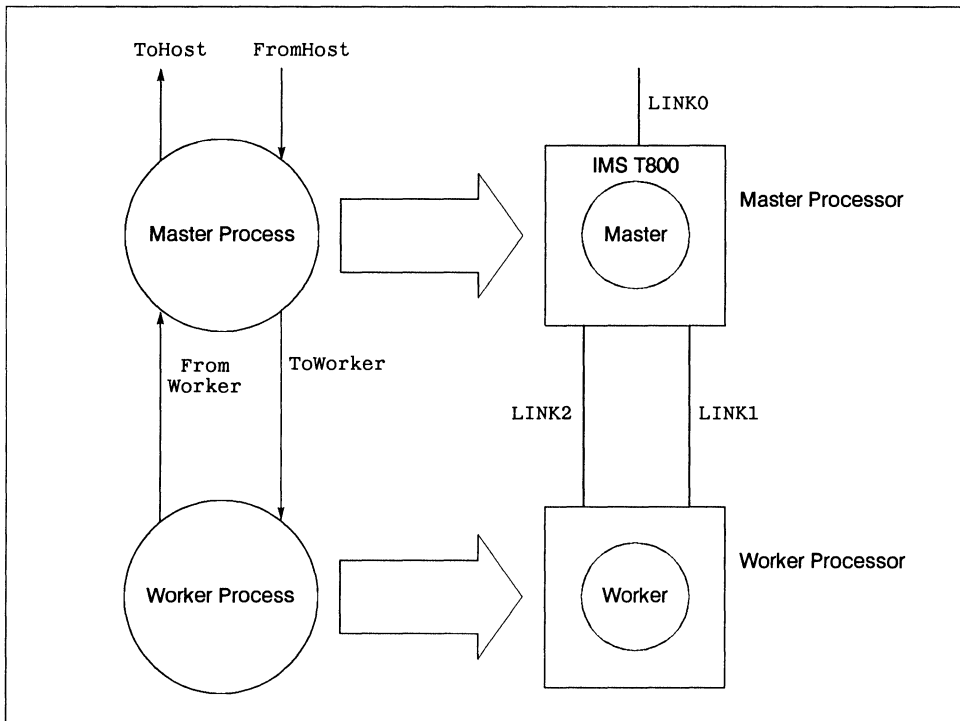 ToHost
FromHost
LINK0
IMS T800
Master Processor
Master Process
Master
From
Worker
ToWorker
LINK2
LINK1
Worker Processor
Worker Process
Worker